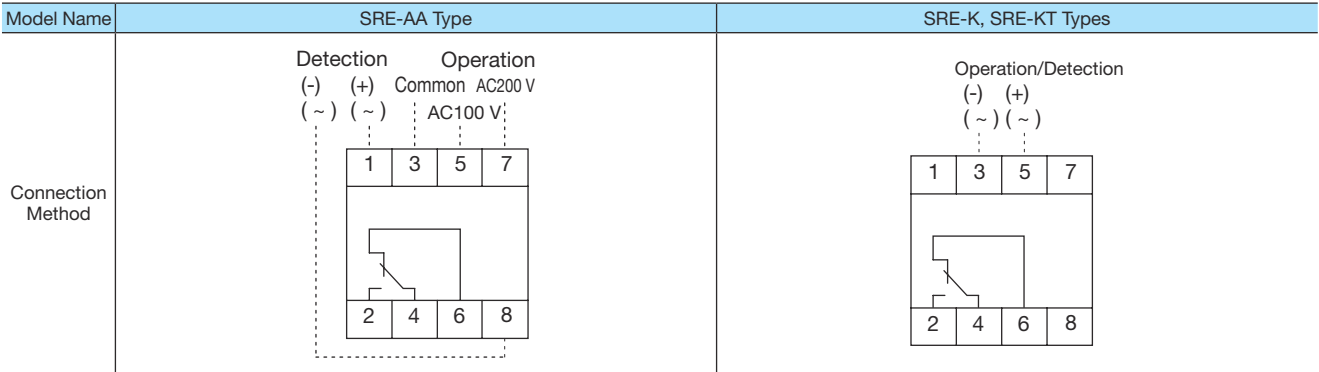 Model Name SRE-AA Type SRE-K, SRE-KT Types
Connection
Method
Detection Operation
(-) (+) Common AC200 V
( ~ ) ( ~ ) AC100 V
1 3 5 7
2 4 6 8
Operation/Detection
(-) (+)
( ~ ) ( ~ )
1 3 5 7
2 4 6 8